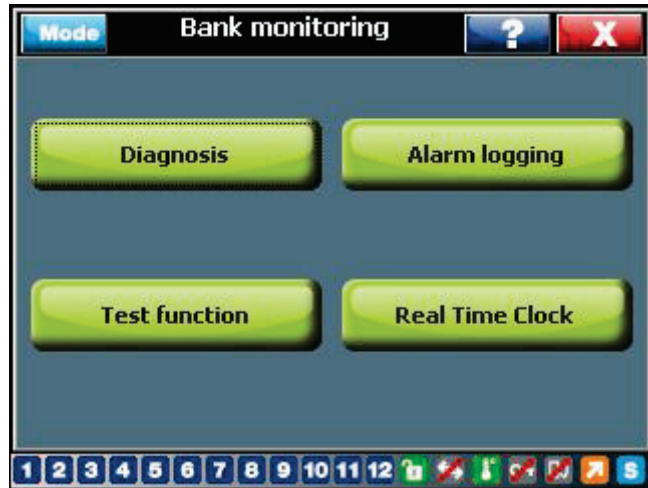 Mode Bank monitoring ? X
Diagnosis Alarm logging
Test function Real Time Clock
1 2 3 4 5 6 7 8 9 10 11 12 S